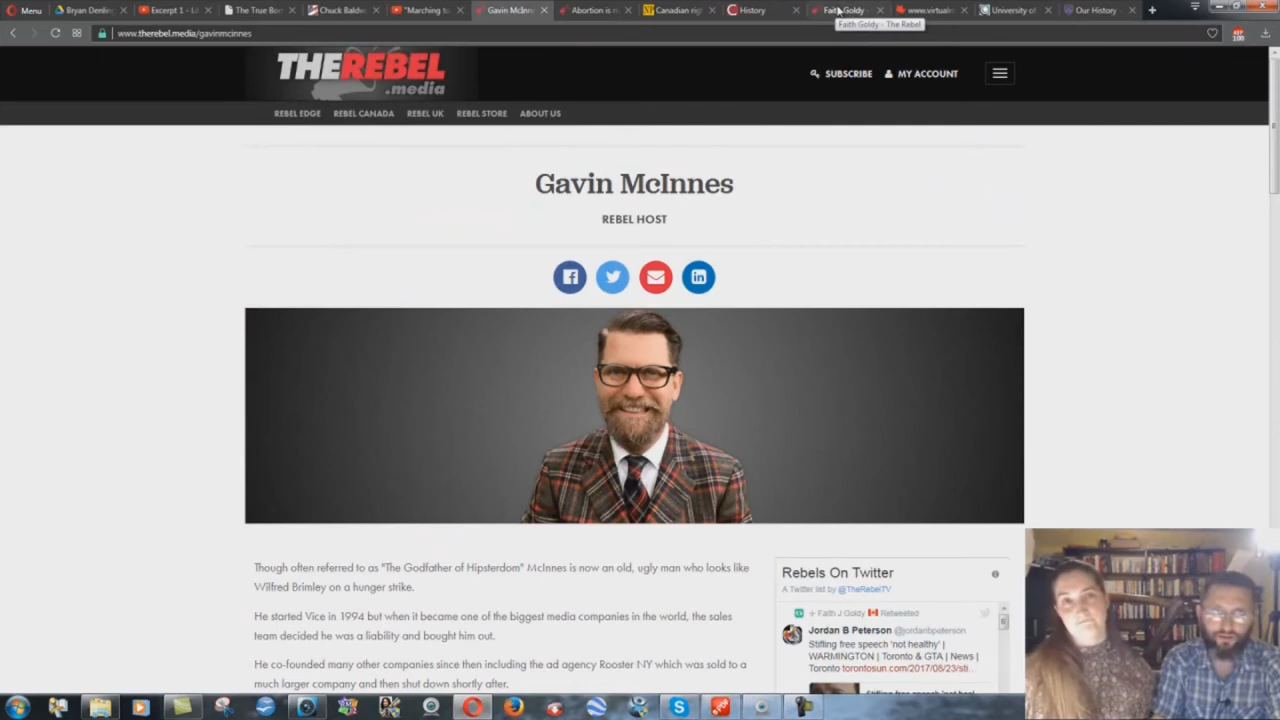 Menu
Bryan Denling
Excerpt 1 - L
The True Bor
Chuck Baldw
"Marching to
Gavin McInn
Abortion is n
Canadian righ
History
Faith Goldy
www.virtualm
University of
Our History
Faith Goldy - The Rebel
www.therebel.media/gavinmcinnes
ABP
100
THEREBEL
.media
SUBSCRIBE
MY ACCOUNT
REBEL EDGE REBEL CANADA REBEL UK REBEL STORE ABOUT US
Gavin McInnes
REBEL HOST
Though often referred to as "The Godfather of Hipsterdom" McInnes is now an old, ugly man who looks like
Wilfred Brimley on a hunger strike.
He started Vice in 1994 but when it became one of the biggest media companies in the world, the sales
team decided he was a liability and bought him out.
He co-founded many other companies since then including the ad agency Rooster NY which was sold to a
much larger company and then shut down shortly after.
Rebels On Twitter
A Twitter list by @TheRebelTV
Faith J Goldy Retweeted
Jordan B Peterson @jordanbpeterson
Stifling free speech 'not healthy' |
WARMINGTON | Toronto & GTA | News |
Toronto torontosun.com/2017/08/23/sti...